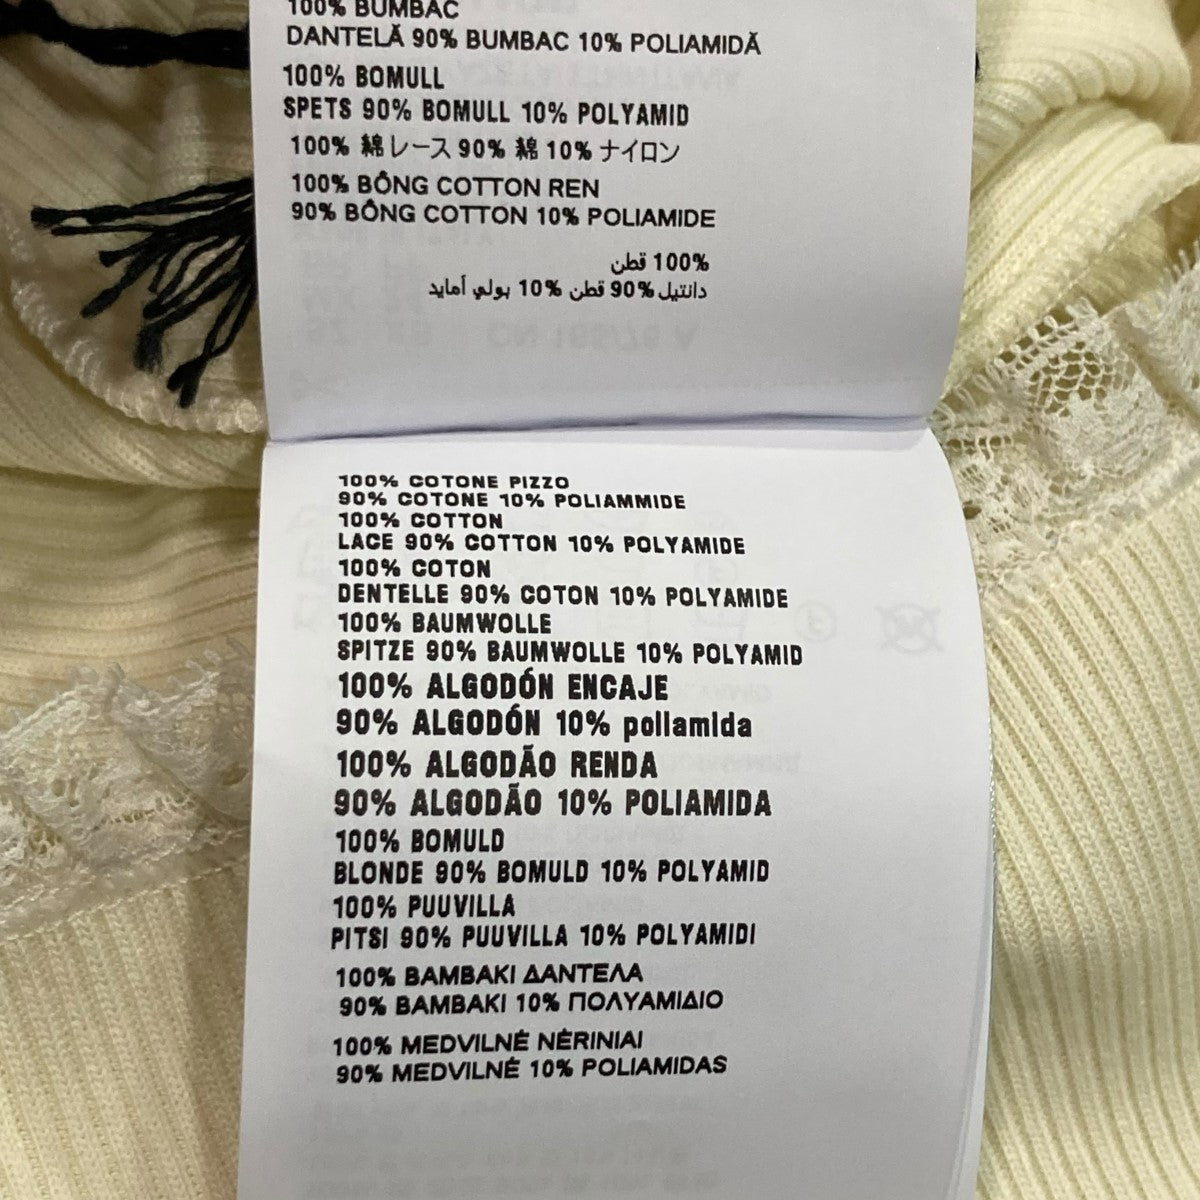 100% BUMBAC
DANTELĂ 90% BUMBAC 10% POLIAMIDĂ
100% BOMULL
SPETS 90% BOMULL 10% POLYAMID
100% 綿 レース 90% 綿 10% ナイロン
100% BÔNG COTTON REN
90% BÔNG COTTON 10% POLIAMIDE
100% قطن
دانتيل 90% قطن 10% بولي أمايد
100% COTONE PIZZO
90% COTONE 10% POLIAMMIDE
100% COTTON
LACE 90% COTTON 10% POLYAMIDE
100% COTON
DENTELLE 90% COTON 10% POLYAMIDE
100% BAUMWOLLE
SPITZE 90% BAUMWOLLE 10% POLYAMID
100% ALGODÓN ENCAJE
90% ALGODÓN 10% poliamida
100% ALGODÃO RENDA
90% ALGODÃO 10% POLIAMIDA
100% BOMULD
BLONDE 90% BOMULD 10% POLYAMID
100% PUUVILLA
PITSI 90% PUUVILLA 10% POLYAMIDI
100% ΒΑΜΒΑΚΙ ΔΑΝΤΕΛΑ
90% ΒΑΜΒΑΚΙ 10% ΠΟΛΥΑΜΙΔΙΟ
100% MEDVILNĖ NĖRINIAI
90% MEDVILNĖ 10% POLIAMIDAS